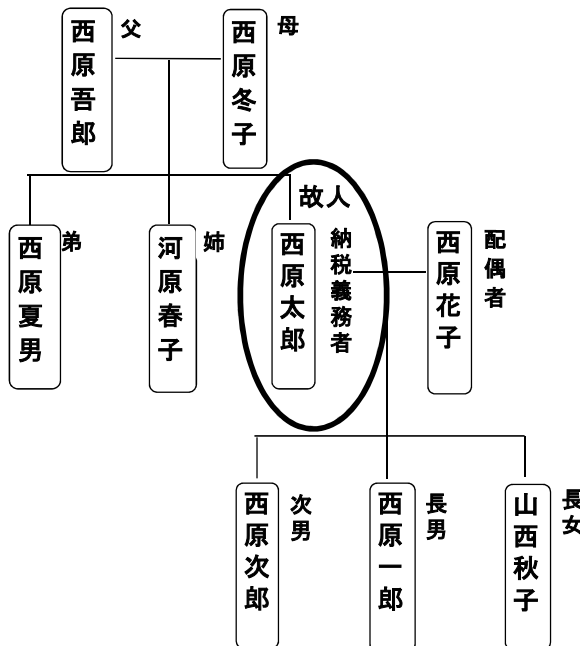 西原吾郎
父
西原冬子
母
故人
西原夏男
弟
河原春子
姉
西原太郎
納税義務者
西原花子
配偶者
西原次郎
次男
西原一郎
長男
山西秋子
長女